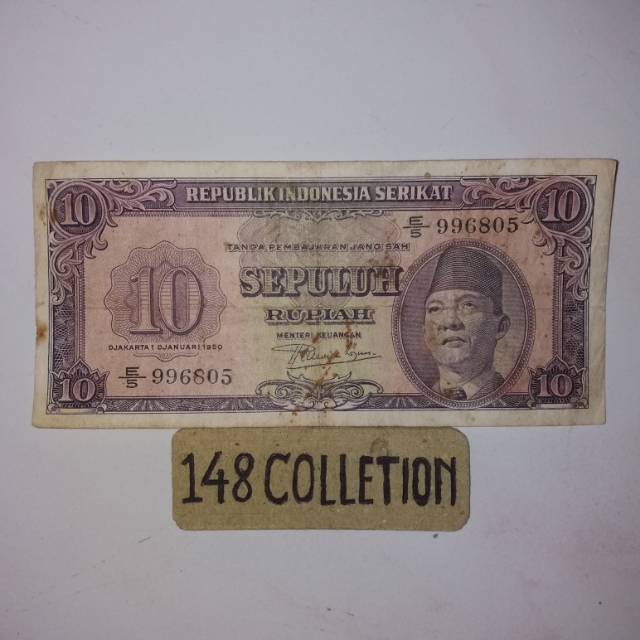 REPUBLIK INDONESIA SERIKAT
10
10
E/5 996805
TANDA PEMBAJARAN JANG SAH
SEPULUH
RUPIAH
10
MENTERI KEUANGAN
DJAKARTA 1 DJANUARI 1950
E/5 996805
10
10
148 COLLETION